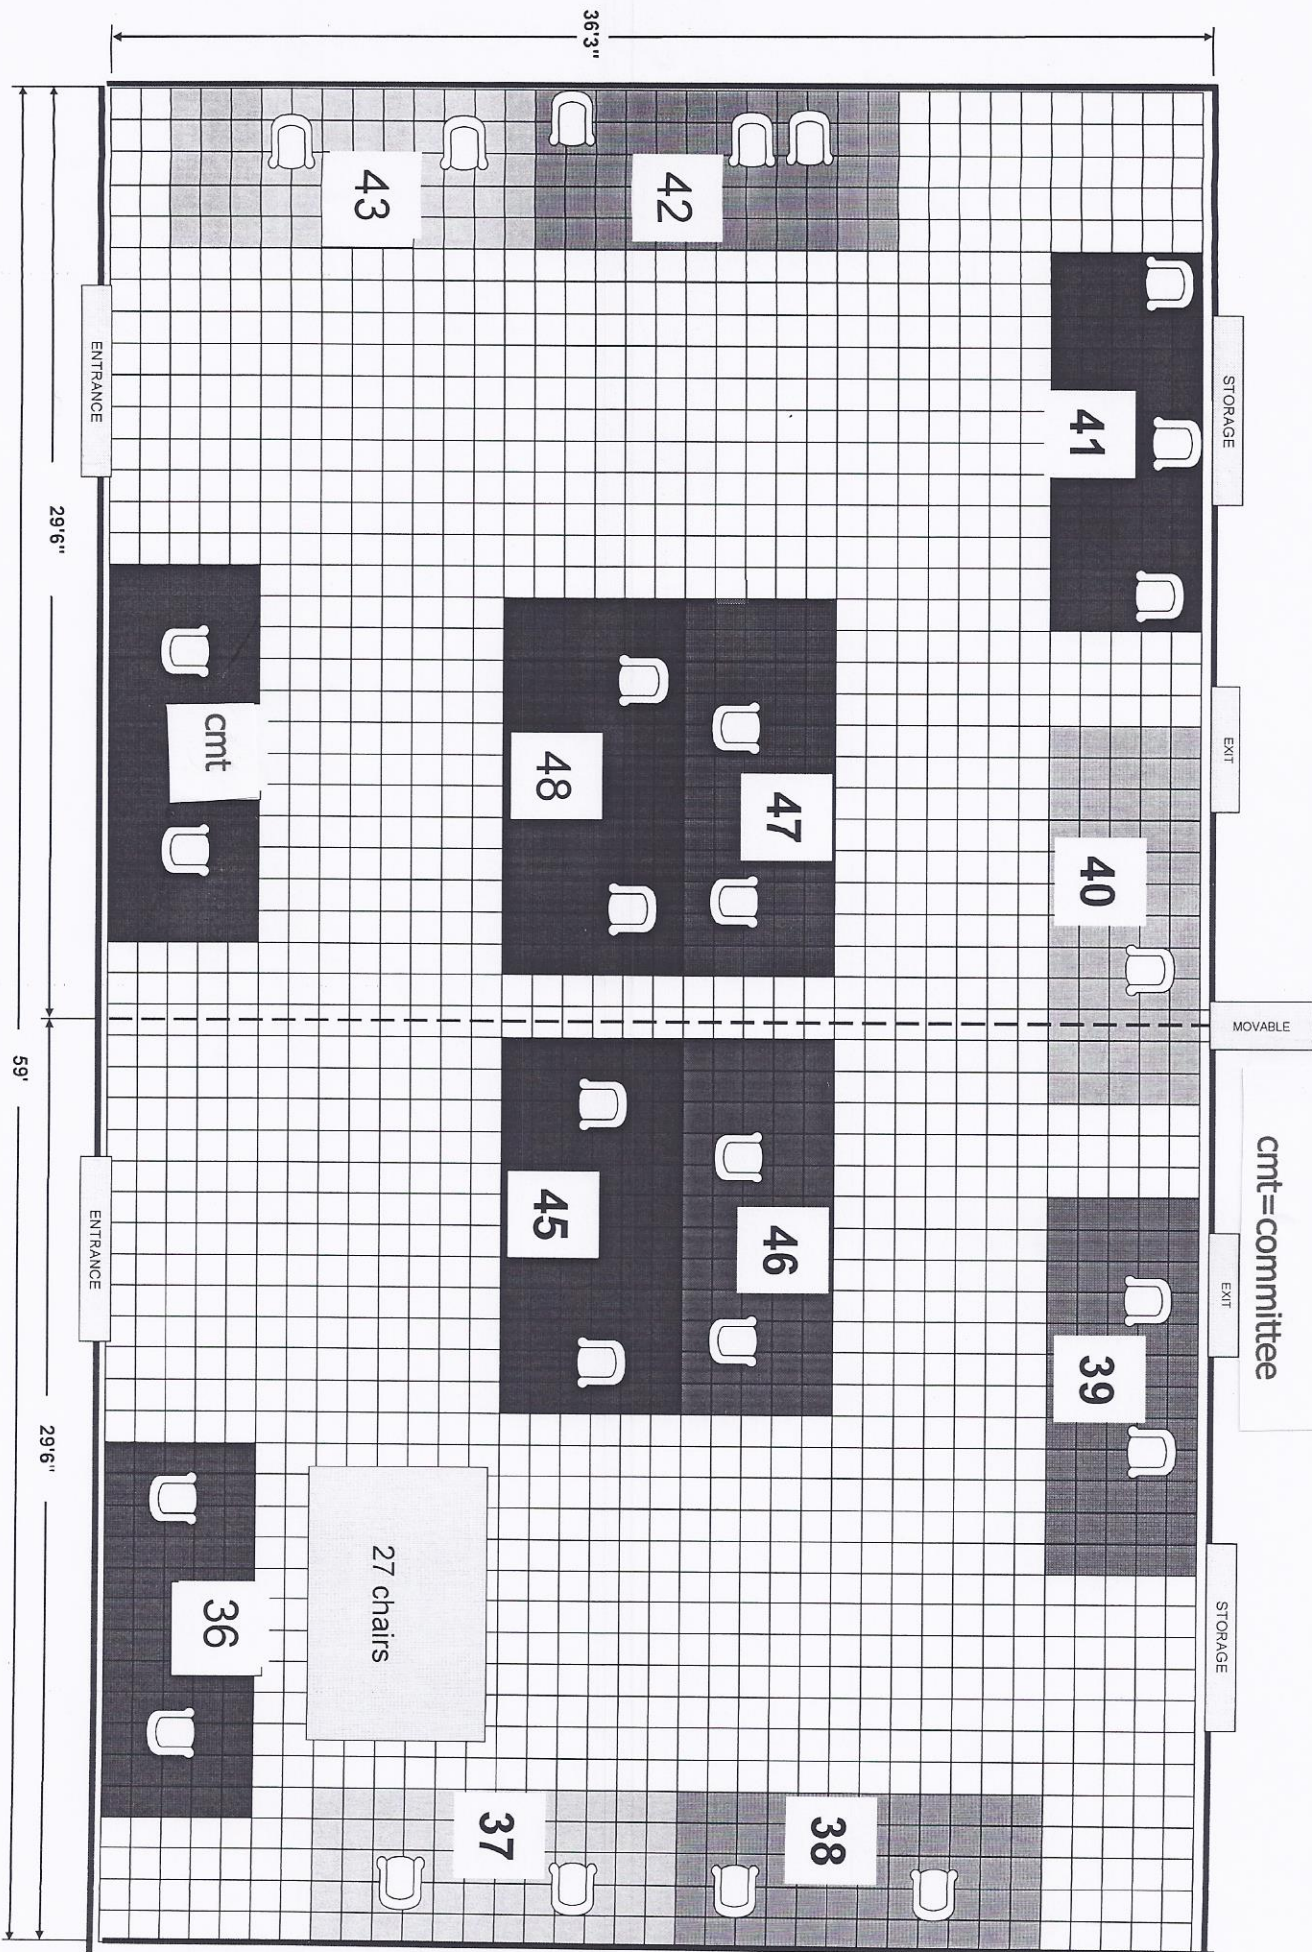 cmt=committee
STORAGE
EXIT
MOVABLE
EXIT
STORAGE
41
40
39
42
47
46
38
43
48
45
37
27 chairs
cmt
36
ENTRANCE
ENTRANCE
36'3"
29'6"
29'6"
59'